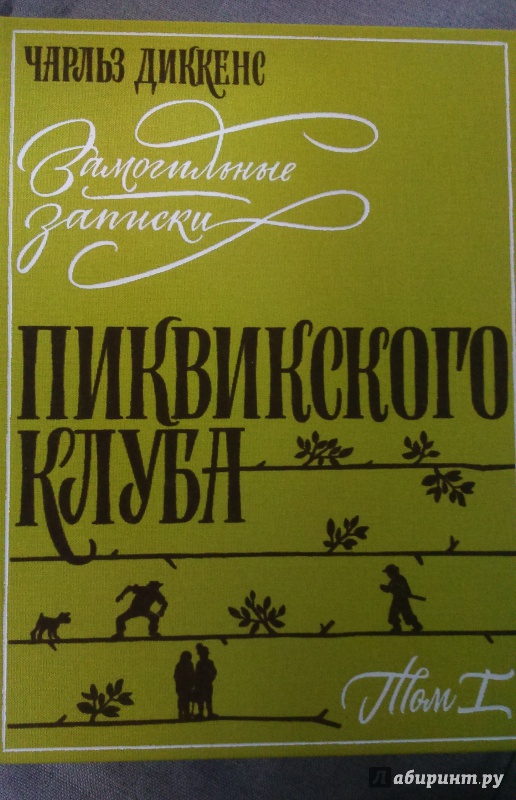 ЧАРЛЬЗ ДИККЕНС
Замогильные
записки
ПИКВИКСКОГО
КЛУБА
Том I
Лабиринт.ру